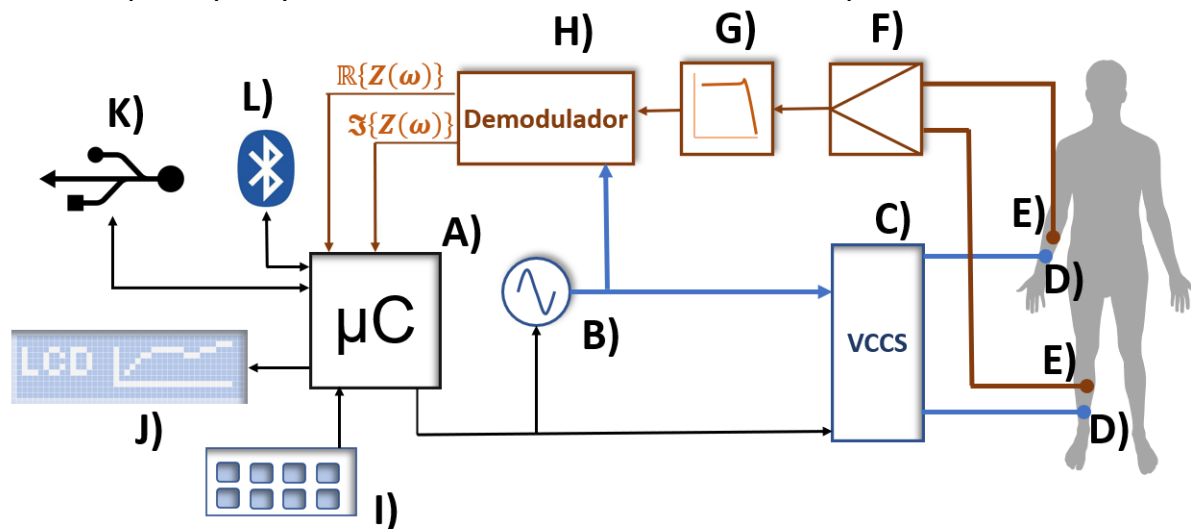 H)
G)
F)
ℝ{Z(ω)}
L)
K)
Demodulador
ℑ{Z(ω)}
E)
C)
A)
D)
μC
B)
VCCS
LCD
E)
J)
D)
I)